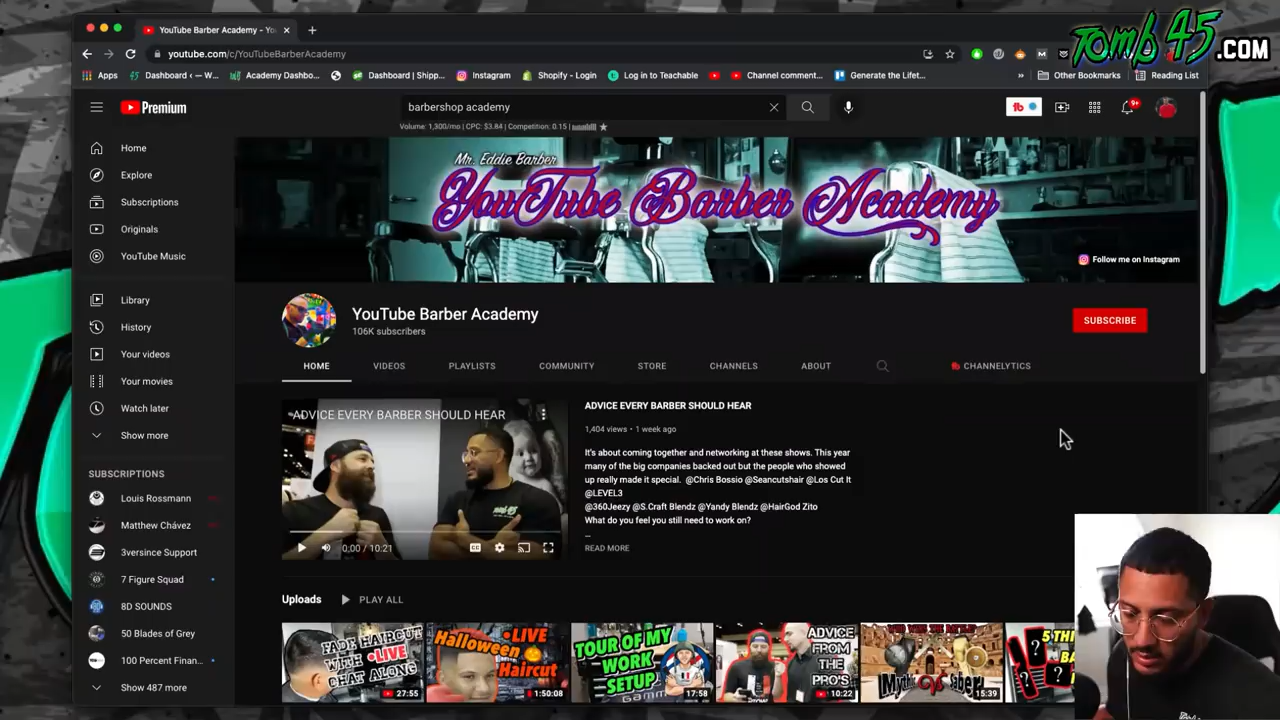 TOMB 45.COM
YouTube Barber Academy - Yo
youtube.com/c/YouTubeBarberAcademy
Apps
Dashboard ‹ — W...
Academy Dashbo...
Dashboard | Shipp...
Instagram
Shopify - Login
Log in to Teachable
Channel comment...
Generate the Lifet...
»
Other Bookmarks
Reading List
Premium
barbershop academy
Volume: 1,300/mo | CPC: $3.84 | Competition: 0.15 |
tb
9+
Home
Explore
Subscriptions
Originals
YouTube Music
Library
History
Your videos
Your movies
Watch later
Show more
SUBSCRIPTIONS
Louis Rossmann
Matthew Chávez
3versince Support
7 Figure Squad
8D SOUNDS
50 Blades of Grey
100 Percent Finan...
Show 487 more
Mr. Eddie Barber
YouTube Barber Academy
Follow me on Instagram
YouTube Barber Academy
106K subscribers
SUBSCRIBE
HOME
VIDEOS
PLAYLISTS
COMMUNITY
STORE
CHANNELS
ABOUT
CHANNELYTICS
ADVICE EVERY BARBER SHOULD HEAR
0:00 / 10:21
ADVICE EVERY BARBER SHOULD HEAR
1,404 views • 1 week ago
It's about coming together and networking at these shows. This year
many of the big companies backed out but the people who showed
up really made it special. @Chris Bossio @Seancutshair @Los Cut It
@LEVEL3
@360Jeezy @S.Craft Blendz @Yandy Blendz @HairGod Zito
What do you feel you still need to work on?
...
READ MORE
Uploads
PLAY ALL
FADE HAIRCUT
WITH •LIVE
CHAT ALONG
27:55
•LIVE
Halloween
Haircut
1:50:08
TOUR OF MY
WORK
SETUP
17:58
ADVICE
FROM
THE
PRO'S
10:22
Mythic Vs Saber
15:39
5 THI
BA